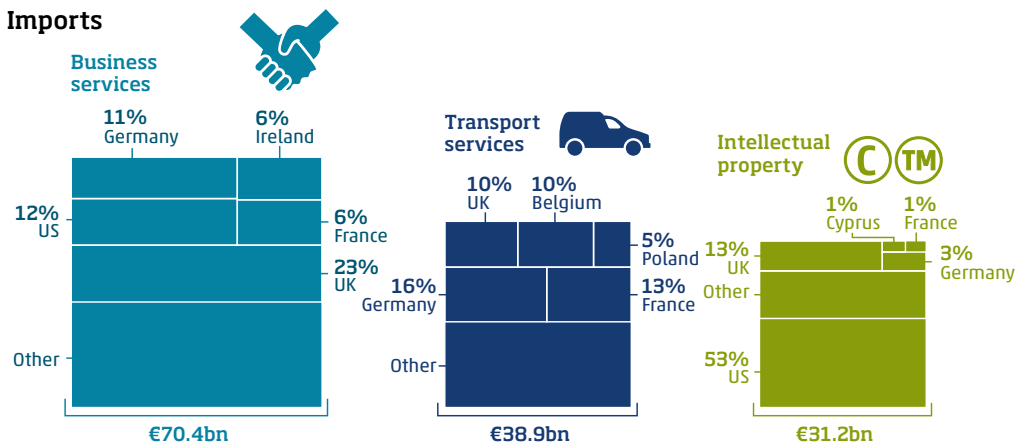 Imports
Business
services
11%
Germany
6%
Ireland
12%
US
6%
France
23%
UK
Other
€70.4bn
Transport
services
10%
UK
10%
Belgium
5%
Poland
16%
Germany
13%
France
Other
€38.9bn
Intellectual
property
C
TM
1%
Cyprus
1%
France
13%
UK
3%
Germany
Other
53%
US
€31.2bn